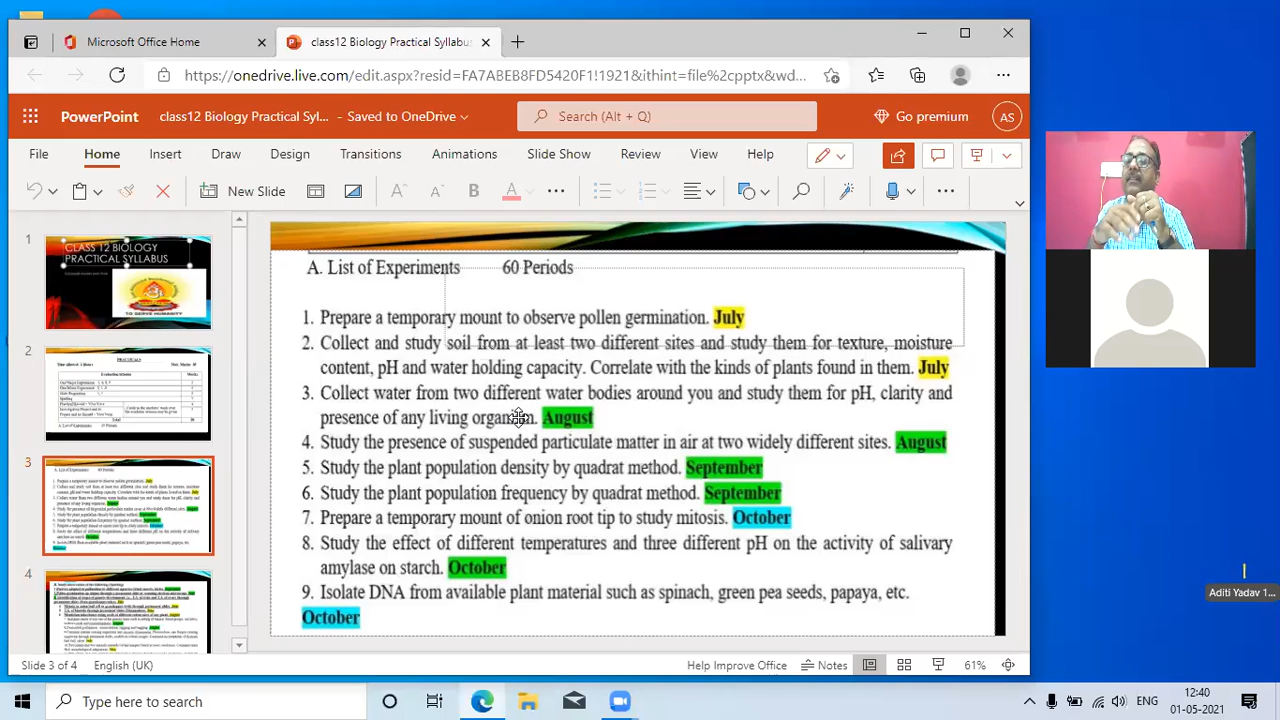 Microsoft Office Home
class12 Biology Practical Syllabus
https://onedrive.live.com/edit.aspx?resid=FA7ABEB8FD5420F1!1921&ithint=file%2cpptx&wd...
PowerPoint
class12 Biology Practical Syl... - Saved to OneDrive
Search (Alt + Q)
Go premium
AS
File Home Insert Draw Design Transitions Animations Slide Show Review View Help
New Slide
1
CLASS 12 BIOLOGY
PRACTICAL SYLLABUS
2
3
4
A. List of Experiments 60 Periods
1. Prepare a temporary mount to observe pollen germination. July
2. Collect and study soil from at least two different sites and study them for texture, moisture
content, pH and water holding capacity. Correlate with the kinds of plants found in them. July
3. Collect water from two different water bodies around you and study them for pH, clarity and
presence of any living organism. August
4. Study the presence of suspended particulate matter in air at two widely different sites. August
5. Study the plant population density by quadrat method. September
6. Study the plant population frequency by quadrat method. September
7. Prepare a temporary mount of onion root tip to study mitosis. October
8. Study the effect of different temperatures and three different pH on the activity of salivary
amylase on starch. October
9. Isolate DNA from available plant material such as spinach, green pea seeds, papaya, etc.
October
Aditi Yadav 1...
Slide 3 of 4 English (UK)
Help Improve Office Notes 61%
Type here to search
ENG
12:40
01-05-2021